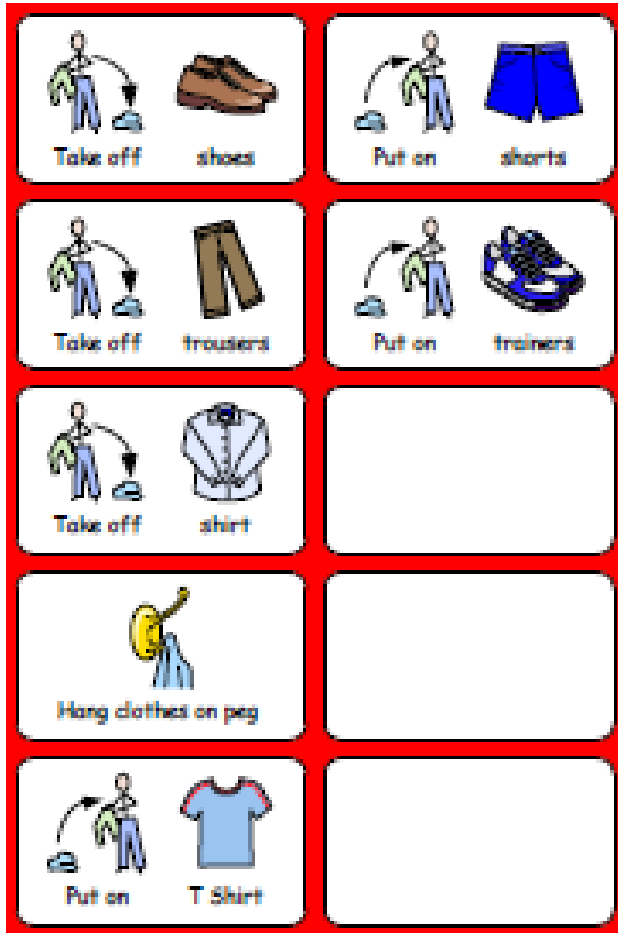 Take off shoes
Take off trousers
Take off shirt
Hang clothes on peg
Put on T Shirt
Put on shorts
Put on trainers